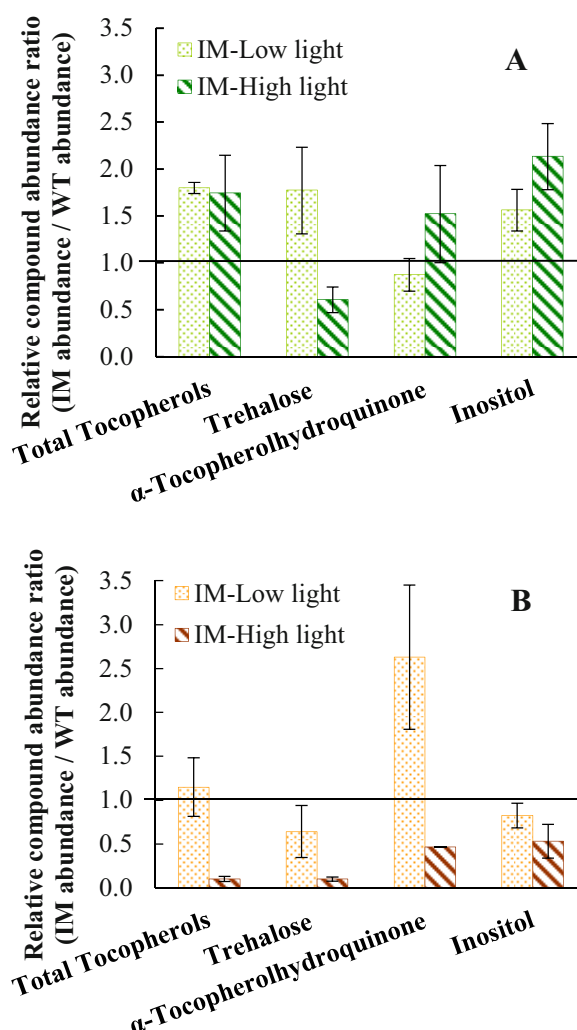 Relative compound abundance ratio
(IM abundance / WT abundance)
3.5
3.0
2.5
2.0
1.5
1.0
0.5
0.0
IM-Low light
IM-High light
A
Total Tocopherols
Trehalose
α-Tocopherolhydroquinone
Inositol
Relative compound abundance ratio
(IM abundance / WT abundance)
3.5
3.0
2.5
2.0
1.5
1.0
0.5
0.0
IM-Low light
IM-High light
B
Total Tocopherols
Trehalose
α-Tocopherolhydroquinone
Inositol